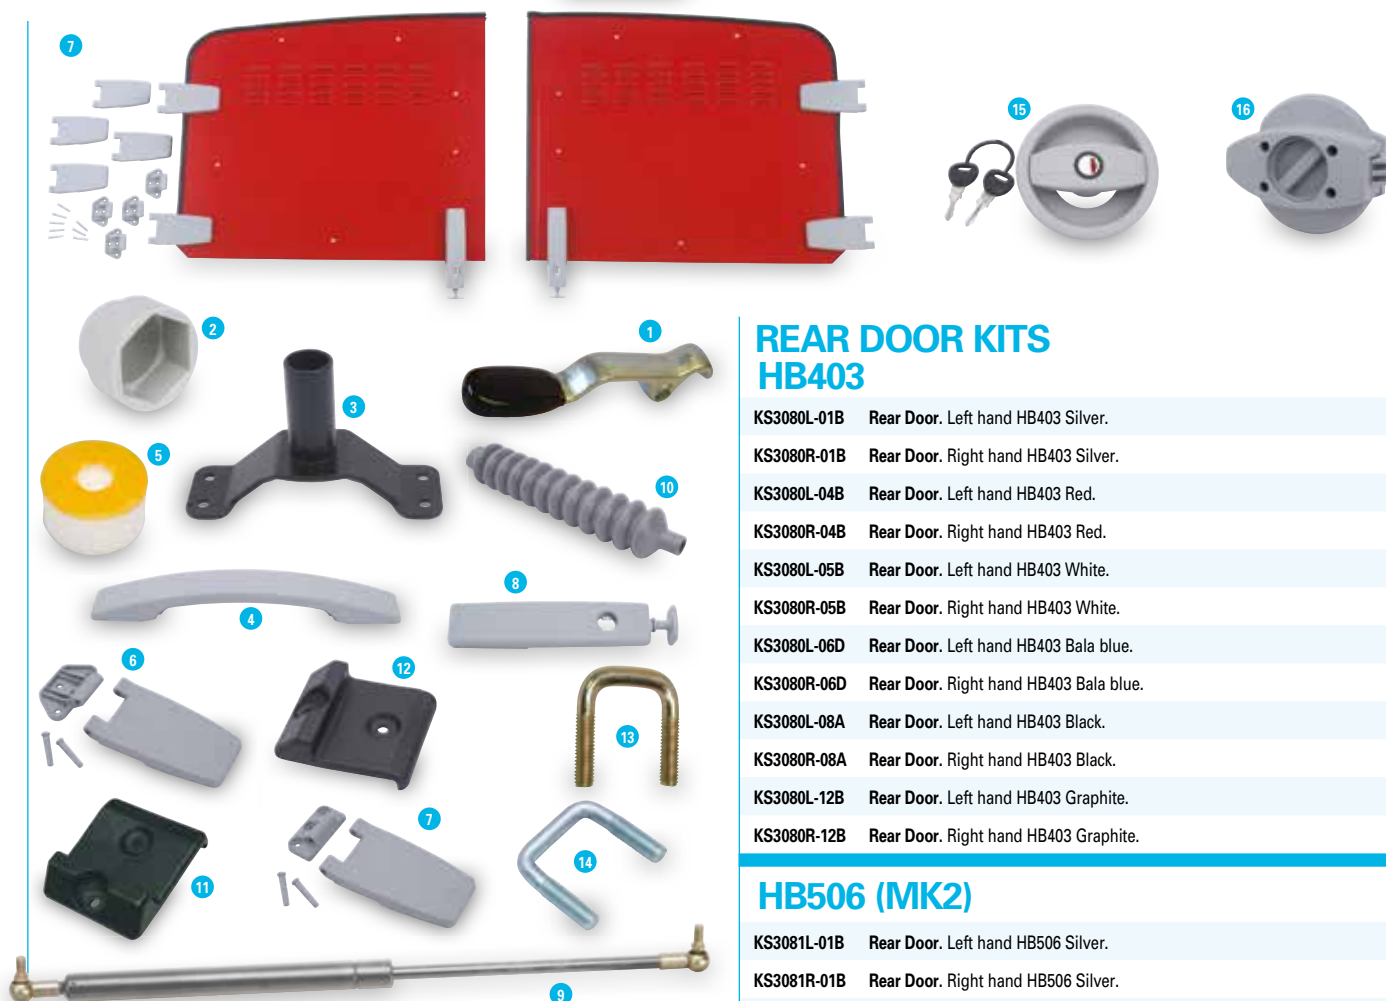 7
15
16
2
1
3
5
10
8
4
6
12
13
7
14
11
9
REAR DOOR KITS
HB403
KS3080L-01B Rear Door. Left hand HB403 Silver.
KS3080R-01B Rear Door. Right hand HB403 Silver.
KS3080L-04B Rear Door. Left hand HB403 Red.
KS3080R-04B Rear Door. Right hand HB403 Red.
KS3080L-05B Rear Door. Left hand HB403 White.
KS3080R-05B Rear Door. Right hand HB403 White.
KS3080L-06D Rear Door. Left hand HB403 Bala blue.
KS3080R-06D Rear Door. Right hand HB403 Bala blue.
KS3080L-08A Rear Door. Left hand HB403 Black.
KS3080R-08A Rear Door. Right hand HB403 Black.
KS3080L-12B Rear Door. Left hand HB403 Graphite.
KS3080R-12B Rear Door. Right hand HB403 Graphite.
HB506 (MK2)
KS3081L-01B Rear Door. Left hand HB506 Silver.
KS3081R-01B Rear Door. Right hand HB506 Silver.